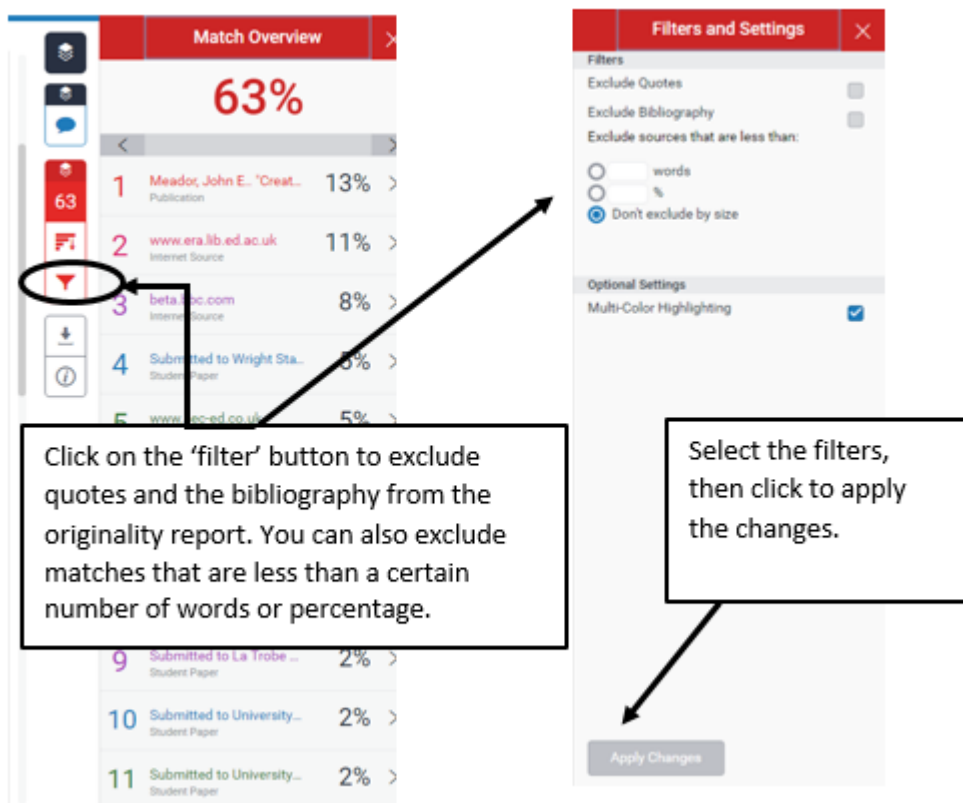 Match Overview
63%
63
1 Meador, John E.. "Creat... 13%
Publication
2 www.era.lib.ed.ac.uk 11%
Internet Source
3 beta.bbc.com 8%
Internet Source
4 Submitted to Wright Sta... 5%
Student Paper
5 5%
Click on the ‘filter’ button to exclude
quotes and the bibliography from the
originality report. You can also exclude
matches that are less than a certain
number of words or percentage.
9 Submitted to La Trobe ... 2%
Student Paper
10 Submitted to University... 2%
Student Paper
11 Submitted to University... 2%
Student Paper
Filters and Settings
Filters
Exclude Quotes
Exclude Bibliography
Exclude sources that are less than:
words
%
Don't exclude by size
Optional Settings
Multi-Color Highlighting
Select the filters,
then click to apply
the changes.
Apply Changes